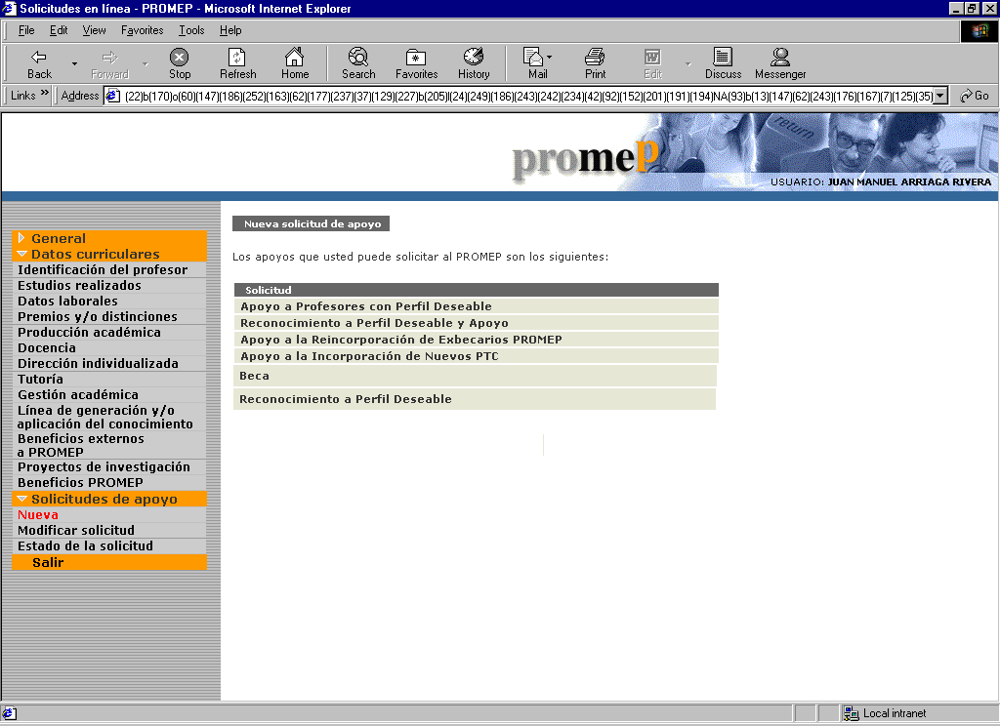 Solicitudes en línea - PROMEP - Microsoft Internet Explorer
File Edit View Favorites Tools Help
Back Forward Stop Refresh Home Search Favorites History Mail Print Edit Discuss Messenger
Links » Address (22)b(170)o(60)(147)(186)(252)(163)(62)(177)(237)(37)(129)(227)b(205)(24)(249)(186)(243)(242)(234)(42)(92)(152)(201)(191)(194)NA(93)b(13)(147)(62)(243)(176)(167)(7)(125)(35) Go
return
promep
USUARIO: JUAN MANUEL ARRIAGA RIVERA
General
Datos curriculares
Identificación del profesor
Estudios realizados
Datos laborales
Premios y/o distinciones
Producción académica
Docencia
Dirección individualizada
Tutoría
Gestión académica
Línea de generación y/o
aplicación del conocimiento
Beneficios externos
a PROMEP
Proyectos de investigación
Beneficios PROMEP
Solicitudes de apoyo
Nueva
Modificar solicitud
Estado de la solicitud
Salir
Nueva solicitud de apoyo
Los apoyos que usted puede solicitar al PROMEP son los siguientes:
Solicitud
Apoyo a Profesores con Perfil Deseable
Reconocimiento a Perfil Deseable y Apoyo
Apoyo a la Reincorporación de Exbecarios PROMEP
Apoyo a la Incorporación de Nuevos PTC
Beca
Reconocimiento a Perfil Deseable
Local intranet